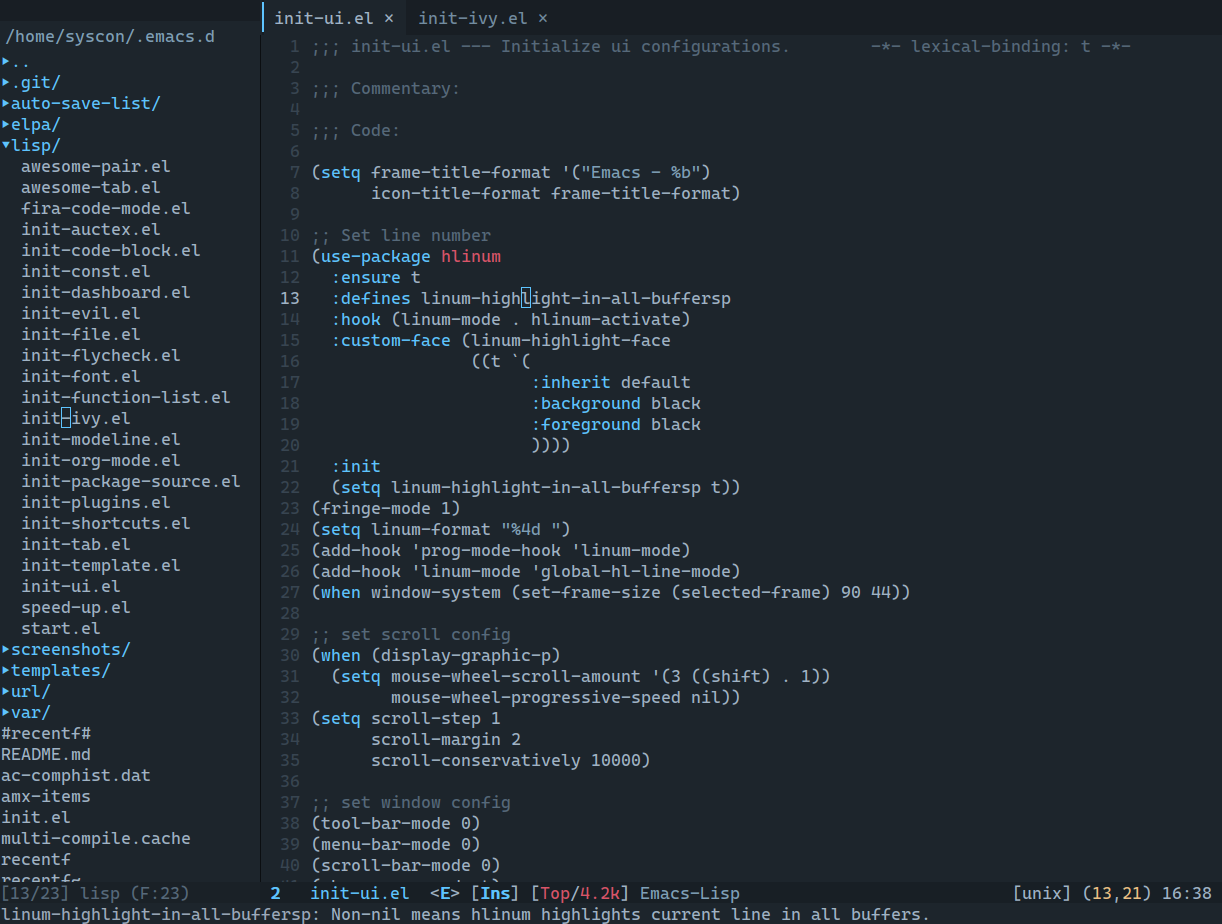 init-ui.el × init-ivy.el ×
/home/syscon/.emacs.d
▸..
▸.git/
▸auto-save-list/
▸elpa/
▾lisp/
awesome-pair.el
awesome-tab.el
fira-code-mode.el
init-auctex.el
init-code-block.el
init-const.el
init-dashboard.el
init-evil.el
init-file.el
init-flycheck.el
init-font.el
init-function-list.el
init-ivy.el
init-modeline.el
init-org-mode.el
init-package-source.el
init-plugins.el
init-shortcuts.el
init-tab.el
init-template.el
init-ui.el
speed-up.el
start.el
▸screenshots/
▸templates/
▸url/
▸var/
#recentf#
README.md
ac-comphist.dat
amx-items
init.el
multi-compile.cache
recentf
recentf~
[13/23] lisp (F:23)
1 ;;; init-ui.el --- Initialize ui configurations. -*- lexical-binding: t -*-
2
3 ;;; Commentary:
4
5 ;;; Code:
6
7 (setq frame-title-format '("Emacs - %b")
8 icon-title-format frame-title-format)
9
10 ;; Set line number
11 (use-package hlinum
12 :ensure t
13 :defines linum-highlight-in-all-buffersp
14 :hook (linum-mode . hlinum-activate)
15 :custom-face (linum-highlight-face
16 ((t `(
17 :inherit default
18 :background black
19 :foreground black
20 ))))
21 :init
22 (setq linum-highlight-in-all-buffersp t))
23 (fringe-mode 1)
24 (setq linum-format "%4d ")
25 (add-hook 'prog-mode-hook 'linum-mode)
26 (add-hook 'linum-mode 'global-hl-line-mode)
27 (when window-system (set-frame-size (selected-frame) 90 44))
28
29 ;; set scroll config
30 (when (display-graphic-p)
31 (setq mouse-wheel-scroll-amount '(3 ((shift) . 1))
32 mouse-wheel-progressive-speed nil))
33 (setq scroll-step 1
34 scroll-margin 2
35 scroll-conservatively 10000)
36
37 ;; set window config
38 (tool-bar-mode 0)
39 (menu-bar-mode 0)
40 (scroll-bar-mode 0)
2 init-ui.el <E> [Ins] [Top/4.2k] Emacs-Lisp [unix] (13,21) 16:38
linum-highlight-in-all-buffersp: Non-nil means hlinum highlights current line in all buffers.